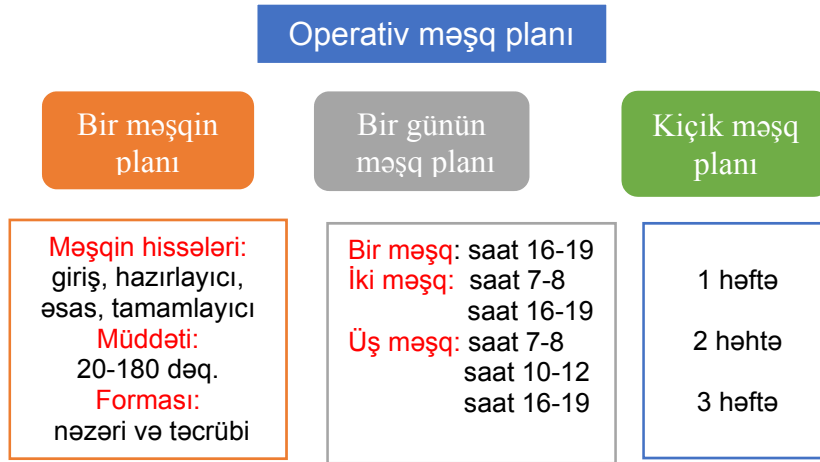 Operativ məşq planı
Bir məşqin
planı
Bir günün
məşq planı
Kiçik məşq
planı
Məşqin hissələri:
giriş, hazırlayıcı,
əsas, tamamlayıcı
Müddəti:
20-180 dəq.
Forması:
nəzəri və təcrübi
Bir məşq: saat 16-19
İki məşq: saat 7-8
saat 16-19
Üş məşq: saat 7-8
saat 10-12
saat 16-19
1 həftə
2 həhtə
3 həftə